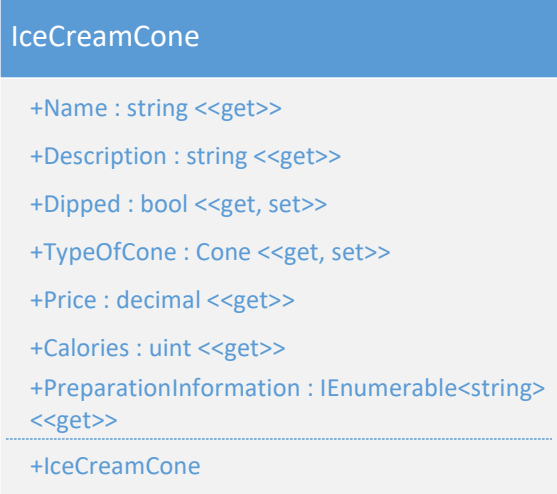 IceCreamCone
+Name : string <<get>>
+Description : string <<get>>
+Dipped : bool <<get, set>>
+TypeOfCone : Cone <<get, set>>
+Price : decimal <<get>>
+Calories : uint <<get>>
+PreparationInformation : IEnumerable<string>
<<get>>
+IceCreamCone